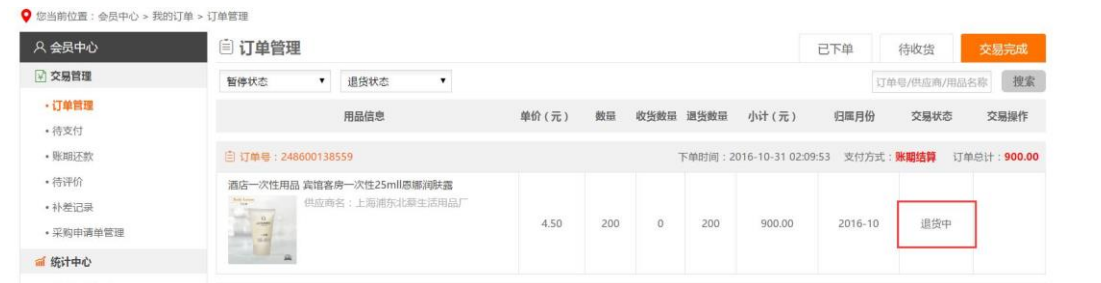 您当前位置：会员中心 > 我的订单 > 订单管理
会员中心
交易管理
• 订单管理
• 待支付
• 账期还款
• 待评价
• 补差记录
• 采购申请单管理
统计中心
订单管理
已下单 待收货 交易完成
暂停状态 退货状态 订单号/供应商/用品名称 搜索
用品信息 单价（元） 数量 收货数量 退货数量 小计（元） 归属月份 交易状态 交易操作
订单号：248600138559 下单时间：2016-10-31 02:09:53 支付方式：账期结算 订单总计：900.00
酒店一次性用品 宾馆客房一次性25mll恩娜润肤露
供应商名：上海浦东北蔡生活用品厂
4.50 200 0 200 900.00 2016-10 退货中